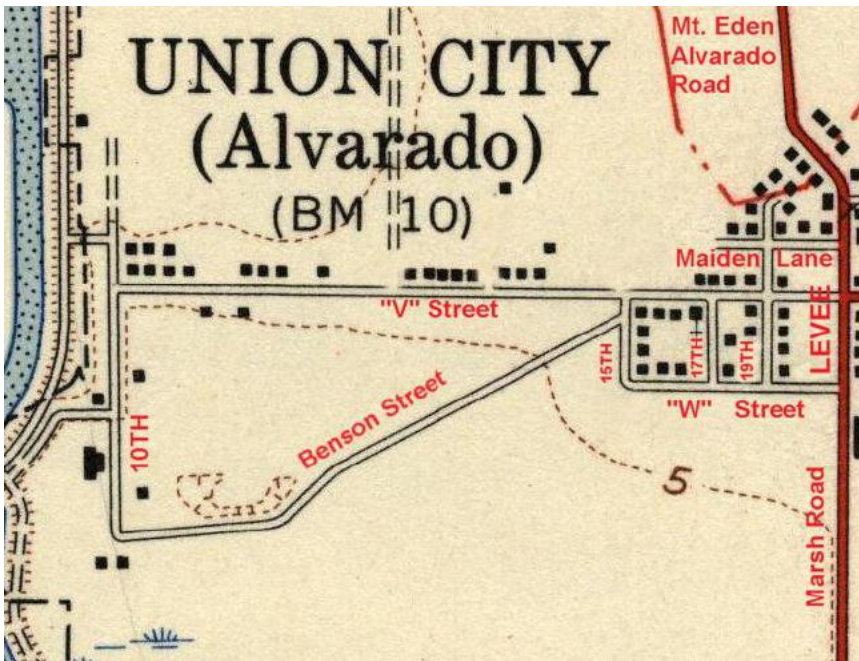 UNION CITY
(Alvarado)
(BM 10)
Mt. Eden
Alvarado
Road
Maiden Lane
"V" Street
LEVEE
15TH
17TH
19TH
"W" Street
Benson Street
10TH
5
Marsh Road